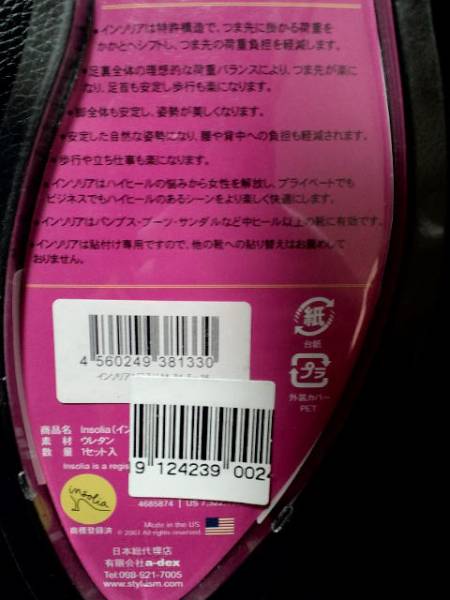 •インソリアは特許構造で、つま先に掛かる荷重を
かかとへシフトし、つま先の荷重負担を軽減します。
•足裏全体の理想的な荷重バランスにより、つま先が楽に
なり、足首も安定し歩行も楽になります。
•脚全体も安定し、姿勢が美しくなります。
•安定した自然な姿勢になり、腰や背中への負担も軽減されます。
•歩行や立ち仕事も楽になります。
•インソリアはハイヒールの悩みから女性を解放し、プライベートでも
ビジネスでもハイヒールのあるシーンをより楽しく快適にします。
•インソリアはパンプス・ブーツ・サンダルなど中ヒール以上の靴に有効です。
•インソリアは貼付け専用ですので、他の靴への貼り替えはお薦めして
おりません。
4 560249 381330
紙
台紙
プラ
外装カバー
PET
9 124239 002
商品名 Insolia(イン
素 材 ウレタン
数 量 1セット入
Insolia is a regis
insolia
4685874
商標登録済
Made in the US
© 2001 All rights reserved.
日本総代理店
有限会社a-dex
Tel:098-921-7005
www.stylism.com